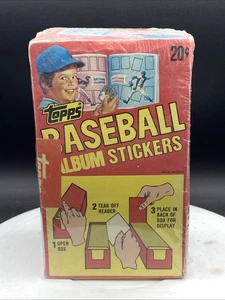 topps
20¢
BASEBALL
ALBUM STICKERS
1 OPEN
BOX
2 TEAR OFF
HEADER
3 PLACE IN
BACK OF
BOX FOR
DISPLAY